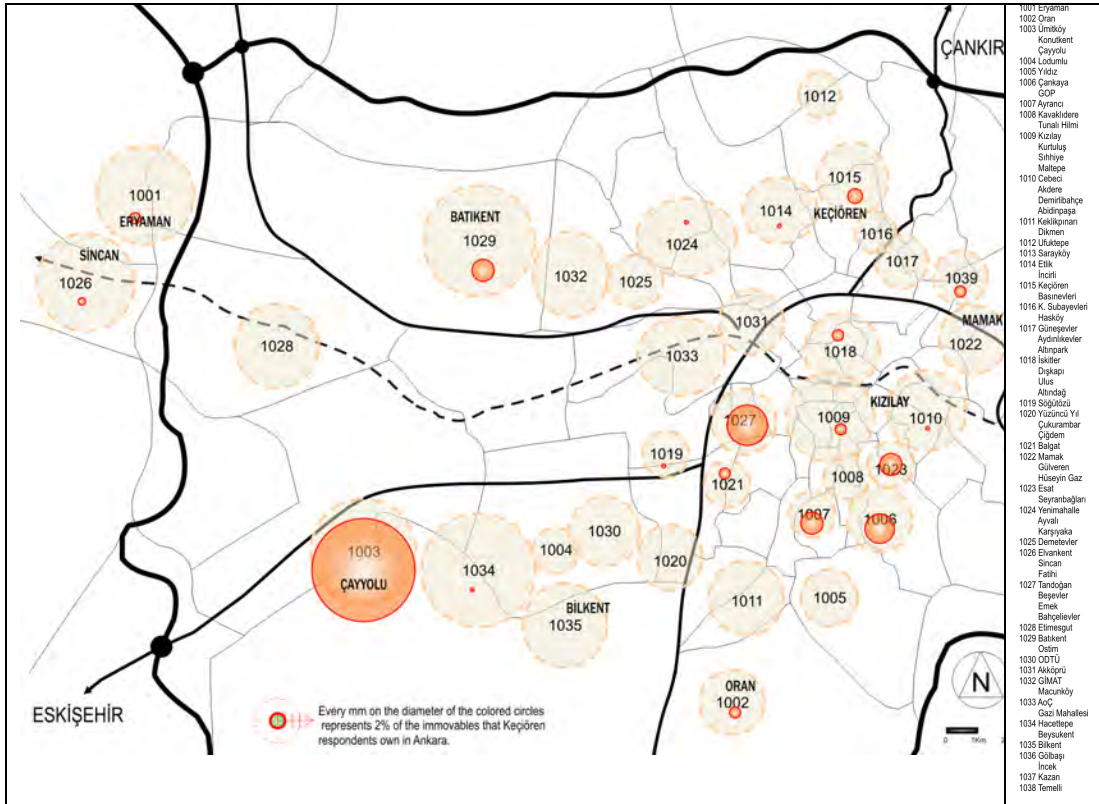 ÇANKIR
1012
1001
ERYAMAN
1015
KEÇİÖREN
1014
BATIKENT
1029
1024
1016
SİNCAN
1026
1032
1025
1017
1039
1028
1031
1033
1018
MAMAK
1022
KIZILAY
1027
1009
1010
1019
1021
1008
1023
1007
1006
1003
ÇAYYOLU
1034
1004
1030
1020
BİLKENT
1035
1011
1005
ORAN
1002
N
ESKİŞEHİR
Every mm on the diameter of the colored circles
represents 2% of the immovables that Keçiören
respondents own in Ankara.
1Km
1001 Eryaman
1002 Oran
1003 Ümitköy
Konutkent
Çayyolu
1004 Lodumlu
1005 Yıldız
1006 Çankaya
GOP
1007 Ayrancı
1008 Kavaklıdere
Tunalı Hilmi
1009 Kızılay
Kurtuluş
Sıhhiye
Maltepe
1010 Cebeci
Akdere
Demirlibahçe
Abidinpaşa
1011 Keklikpınarı
Dikmen
1012 Ufuktepe
1013 Sarayköy
1014 Etlik
İncirli
1015 Keçiören
Basınevleri
1016 K. Subayevleri
Hasköy
1017 Güneşevler
Aydınlıkevler
Altınpark
1018 İskitler
Dışkapı
Ulus
Altındağ
1019 Söğütözü
1020 Yüzüncü Yıl
Çukurambar
Çiğdem
1021 Balgat
1022 Mamak
Gülveren
Hüseyin Gaz
1023 Esat
Seyranbağları
1024 Yenimahalle
Ayvalı
Karşıyaka
1025 Demetevler
1026 Elvankent
Sincan
Fatihi
1027 Tandoğan
Beşevler
Emek
Bahçelievler
1028 Etimesgut
1029 Batıkent
Ostim
1030 ODTÜ
1031 Akköprü
1032 GİMAT
Macunköy
1033 AoÇ
Gazi Mahallesi
1034 Hacettepe
Beysukent
1035 Bilkent
1036 Gölbaşı
İncek
1037 Kazan
1038 Temelli